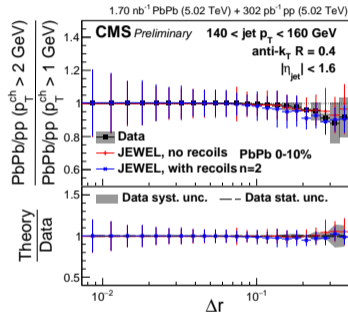 1.70 nb⁻¹ PbPb (5.02 TeV) + 302 pb⁻¹ pp (5.02 TeV)
CMS Preliminary
140 < jet p_T < 160 GeV
anti-k_T R = 0.4
|η_jet| < 1.6
PbPb/pp (p_T^ch > 2 GeV)
PbPb/pp (p_T^ch > 1 GeV)
1.4
1.2
1
0.8
0.6
Data
JEWEL, no recoils
PbPb 0-10%
JEWEL, with recoils n=2
Theory
Data
Data syst. unc.
Data stat. unc.
1.5
1
0.5
10⁻²
10⁻¹
Δr